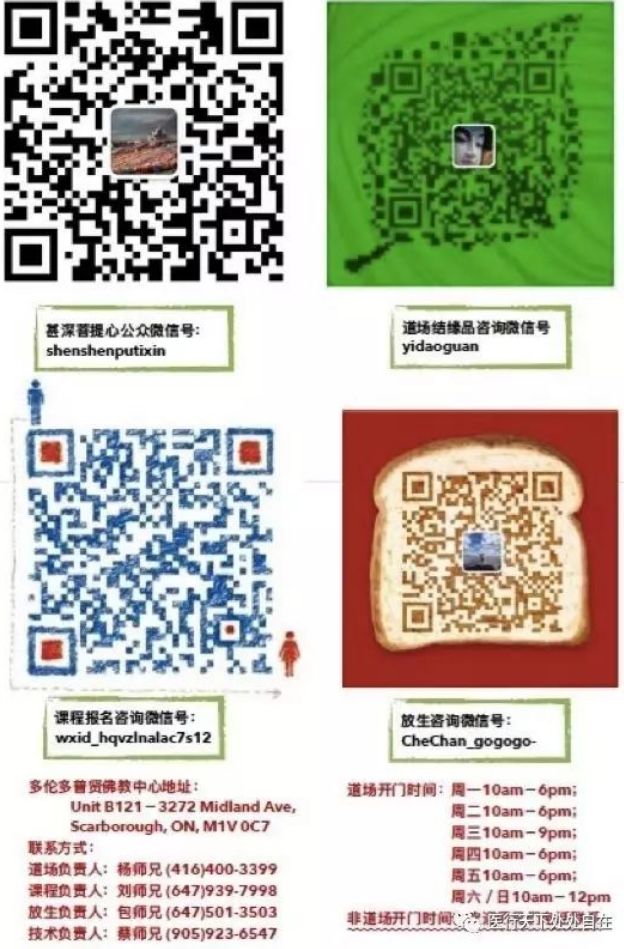 甚深菩提心公众微信号：
shenshenputixin
道场结缘品咨询微信号
yidaoguan
课程报名咨询微信号：
wxid_hqvzlnalac7s12
放生咨询微信号：
CheChan_gogogo-
多伦多普贤佛教中心地址：
Unit B121－3272 Midland Ave,
Scarborough, ON, M1V 0C7
联系方式：
道场负责人：杨师兄 (416)400-3399
课程负责人：刘师兄 (647)939-7998
放生负责人：包师兄 (647)501-3503
技术负责人：蔡师兄 (905)923-6547
道场开门时间：周一10am－6pm；
周二10am－6pm；
周三10am－9pm；
周四10am－6pm；
周五10am－6pm；
周六 / 日10am－12pm
非道场开门时间
医行天下外外自在